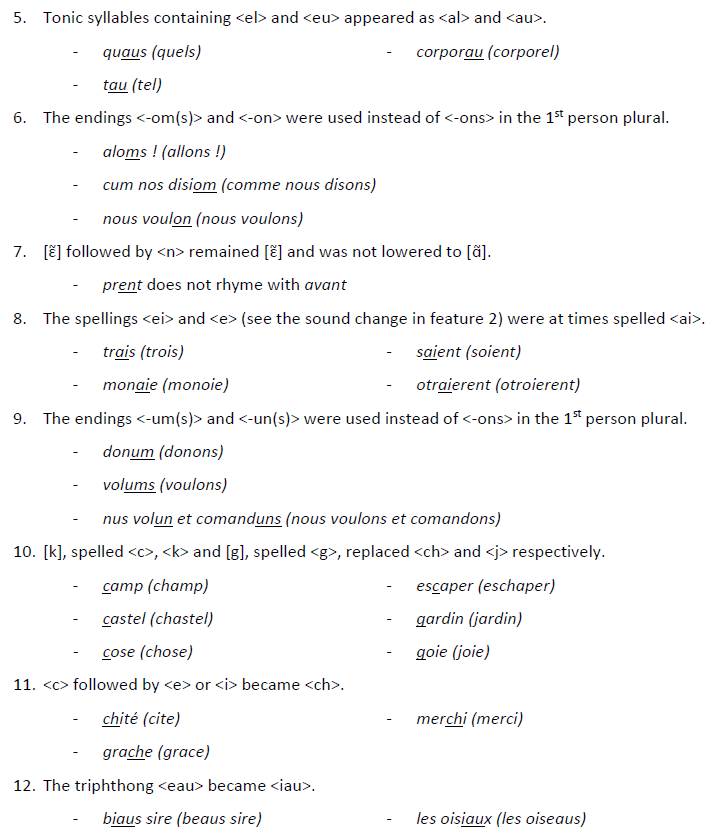 5. Tonic syllables containing <el> and <eu> appeared as <al> and <au>.
- quaus (quels) - corporau (corporel)
- tau (tel)
6. The endings <-om(s)> and <-on> were used instead of <-ons> in the 1st person plural.
- aloms ! (allons !)
- cum nos disiom (comme nous disons)
- nous voulon (nous voulons)
7. [ɛ̃] followed by <n> remained [ɛ̃] and was not lowered to [ɑ̃].
- prent does not rhyme with avant
8. The spellings <ei> and <e> (see the sound change in feature 2) were at times spelled <ai>.
- trais (trois) - saient (soient)
- monaie (monoie) - otraierent (otroierent)
9. The endings <-um(s)> and <-un(s)> were used instead of <-ons> in the 1st person plural.
- donum (donons)
- volums (voulons)
- nus volun et comanduns (nous voulons et comandons)
10. [k], spelled <c>, <k> and [g], spelled <g>, replaced <ch> and <j> respectively.
- camp (champ) - escaper (eschaper)
- castel (chastel) - gardin (jardin)
- cose (chose) - goie (joie)
11. <c> followed by <e> or <i> became <ch>.
- chité (cite) - merchi (merci)
- grache (grace)
12. The triphthong <eau> became <iau>.
- biaus sire (beaus sire) - les oisiaux (les oiseaus)